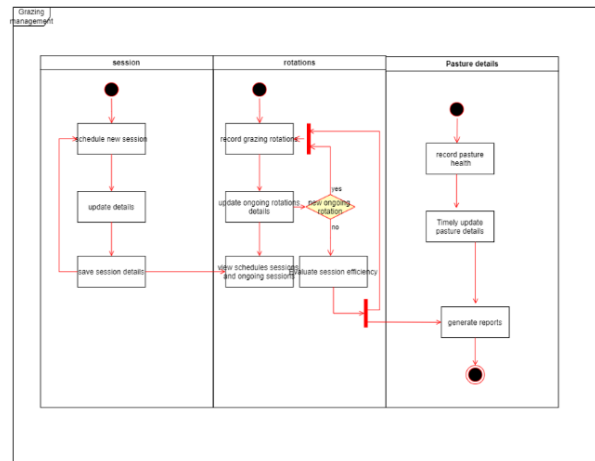 Grazing
management
session
rotations
Pasture details
schedule new session
record grazing rotations
record pasture
health
yes
update details
update ongoing rotations
details
new ongoing
rotation
Timely update
pasture details
no
save session details
view schedules sessions
and ongoing sessions
Evaluate session efficiency
generate reports